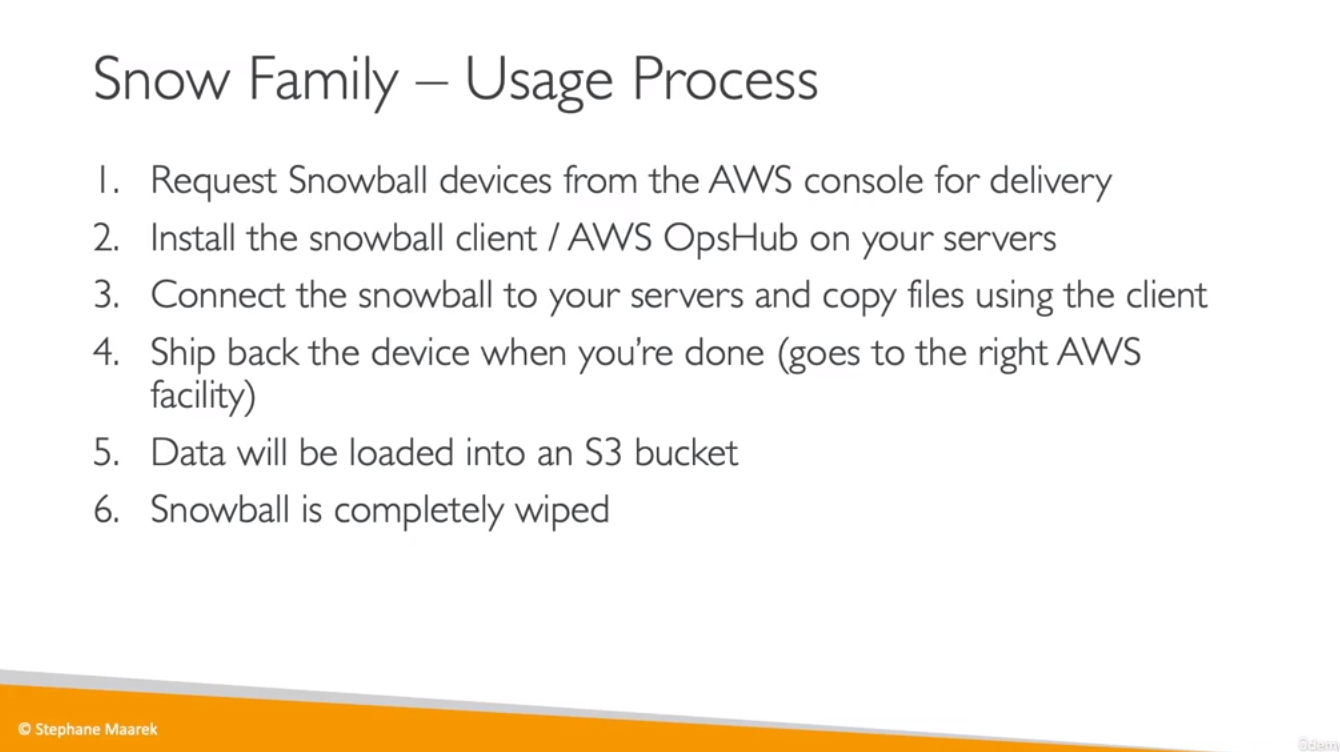 Snow Family – Usage Process
1. Request Snowball devices from the AWS console for delivery
2. Install the snowball client / AWS OpsHub on your servers
3. Connect the snowball to your servers and copy files using the client
4. Ship back the device when you’re done (goes to the right AWS
facility)
5. Data will be loaded into an S3 bucket
6. Snowball is completely wiped
© Stephane Maarek